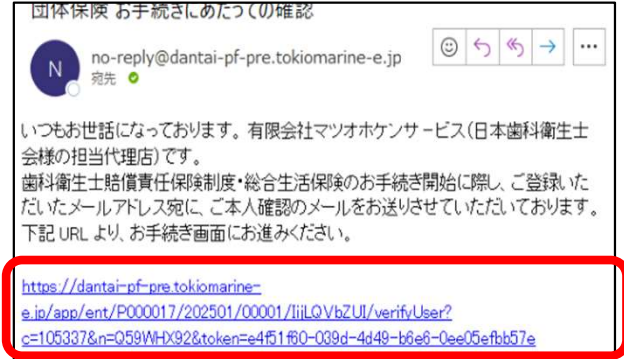 団体保険 お手続きにあたっての確認
N
no-reply@dantai-pf-pre.tokiomarine-e.jp
宛先
いつもお世話になっております。有限会社マツオホケンサービス(日本歯科衛生士
会様の担当代理店)です。
歯科衛生士賠償責任保険制度・総合生活保険のお手続き開始に際し、ご登録いた
だいたメールアドレス宛に、ご本人確認のメールをお送りさせていただいております。
下記 URL より、お手続き画面にお進みください。
https://dantai-pf-pre.tokiomarine-
e.jp/app/ent/P000017/202501/00001/IijLQVbZUI/verifyUser?
c=105337&n=Q59WHX92&token=e4f51f60-039d-4d49-b6e6-0ee05efbb57e